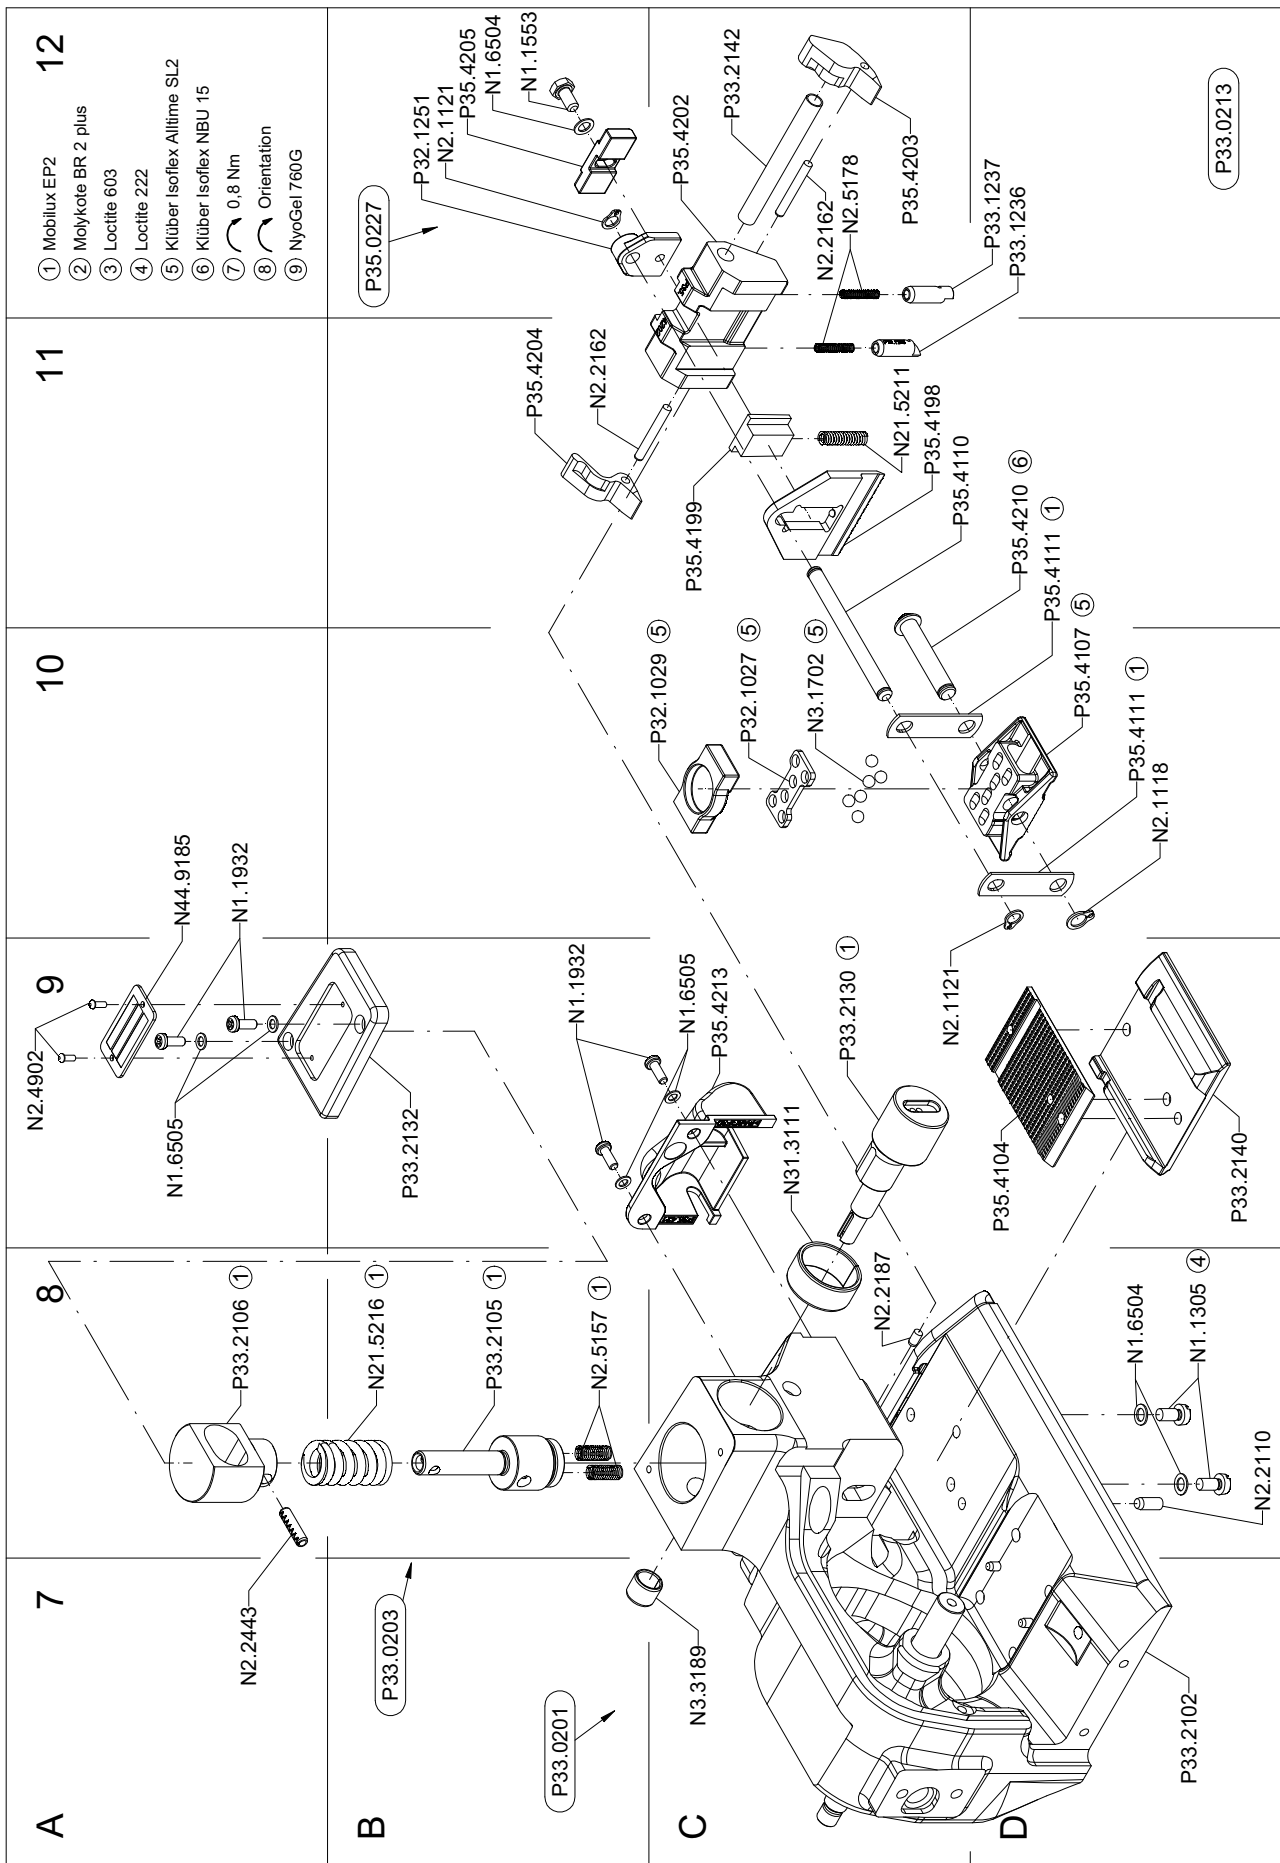 12
① Mobilux EP2
② Molykote BR 2 plus
③ Loctite 603
④ Loctite 222
⑤ Klüber Isoflex Alltime SL2
⑥ Klüber Isoflex NBU 15
⑦ 0,8 Nm
⑧ Orientation
⑨ NyoGel 760G
P35.0227
P32.1251
N2.1121
P35.4205
N1.6504
N1.1553
P35.4202
P33.2142
N2.2162
N2.5178
P35.4203
P33.1237
P33.1236
P33.0213
11
P35.4204
N2.2162
P35.4199
N21.5211
P35.4198
P35.4110
P35.4210 ⑥
P35.4111 ①
P35.4107 ⑤
10
P32.1029 ⑤
P32.1027 ⑤
N3.1702 ⑤
P35.4111 ①
N2.1118
N2.1121
9
N44.9185
N1.1932
N2.4902
N1.6505
P33.2132
N1.1932
N1.6505
P35.4213
N31.3111
P33.2130 ①
P35.4104
P33.2140
8
P33.2106 ①
N21.5216 ①
P33.2105 ①
N2.5157 ①
N2.2187
N1.6504
N1.1305 ④
N2.2110
7
N2.2443
P33.0203
P33.0201
N3.3189
P33.2102
A
B
C
D